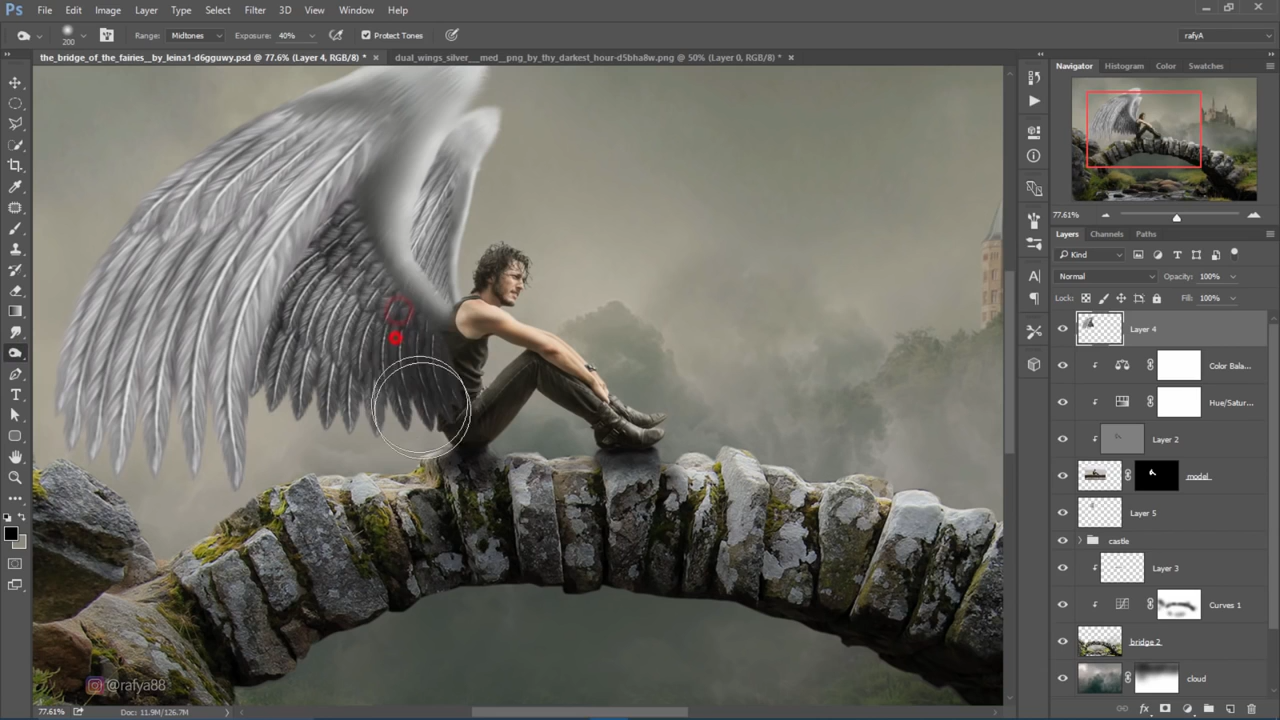 Ps File Edit Image Layer Type Select Filter 3D View Window Help
200 Range: Midtones Exposure: 40% Protect Tones rafyA
the_bridge_of_the_fairies__by_leina1-d6gguwy.psd @ 77.6% (Layer 4, RGB/8) * × dual_wings_silver__med__png_by_thy_darkest_hour-d5bha8w.png @ 50% (Layer 0, RGB/8) * ×
Navigator Histogram Color Swatches
77.61%
Layers Channels Paths
Kind
Normal Opacity: 100%
Lock: Fill: 100%
Layer 4
Color Bala...
Hue/Satur...
Layer 2
model
Layer 5
castle
Layer 3
Curves 1
bridge 2
cloud
@rafya88
77.61% Doc: 11.9M/126.7M